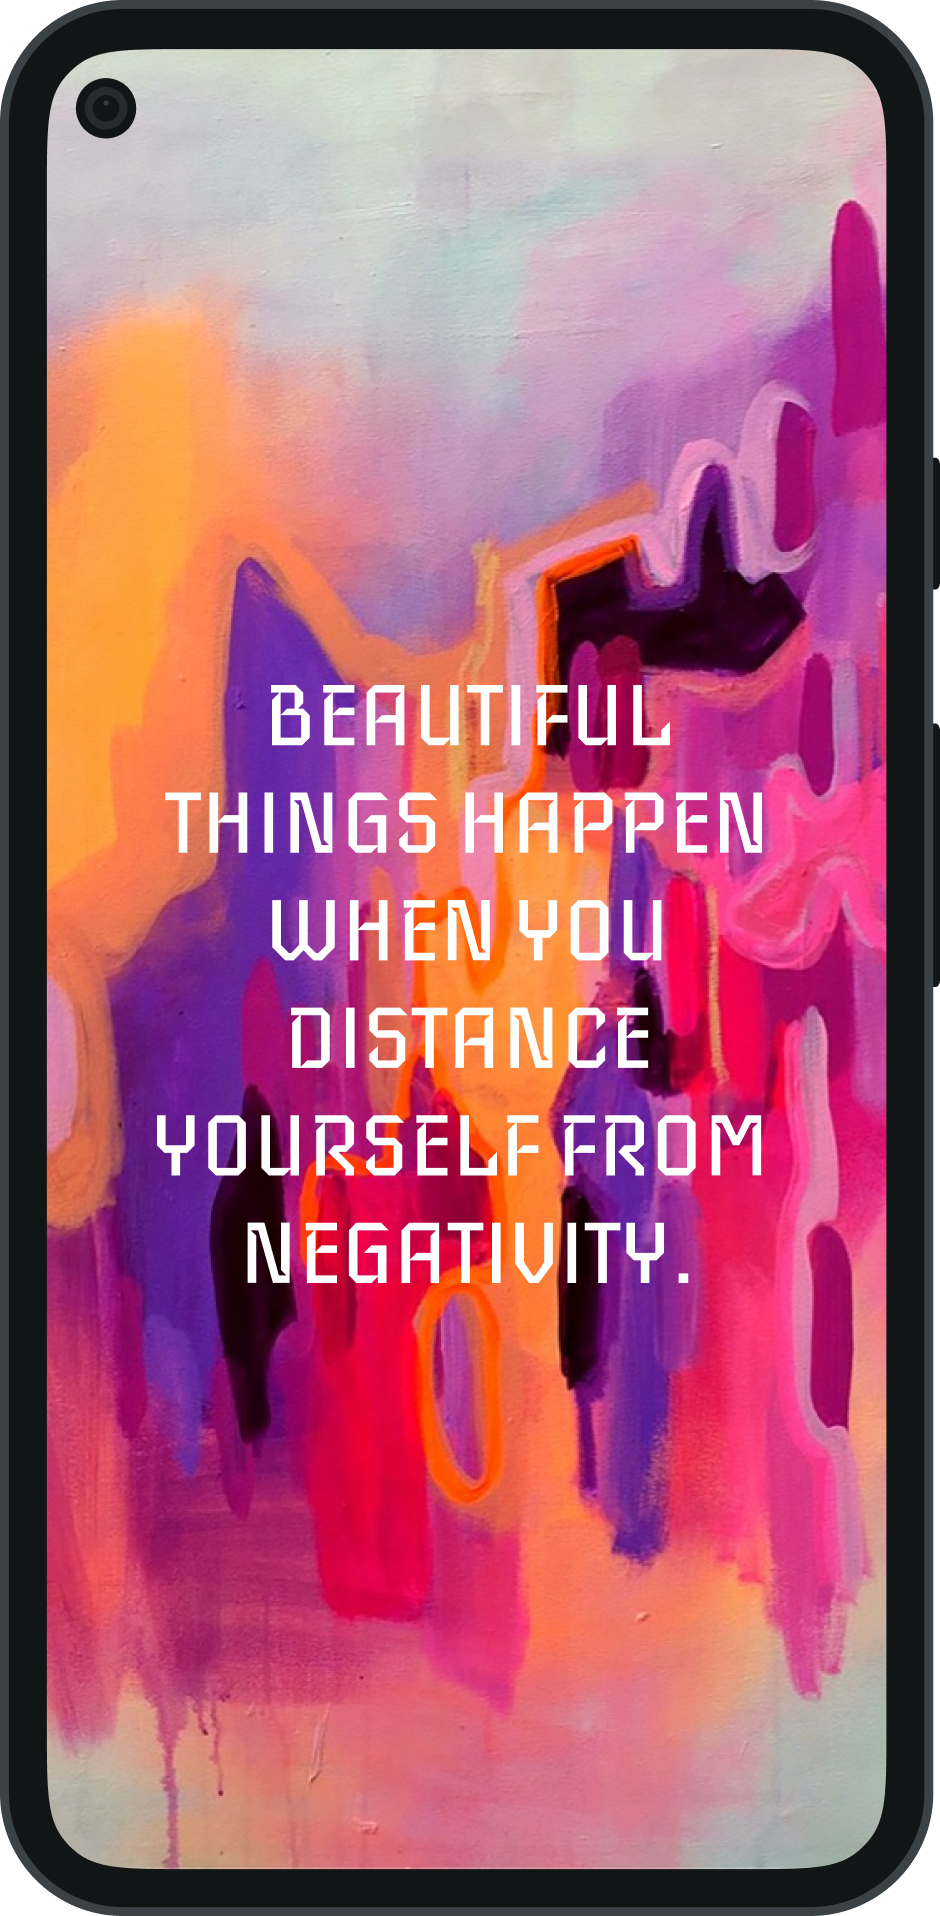 BEAUTIFUL
THINGS HAPPEN
WHEN YOU
DISTANCE
YOURSELF FROM
NEGATIVITY.